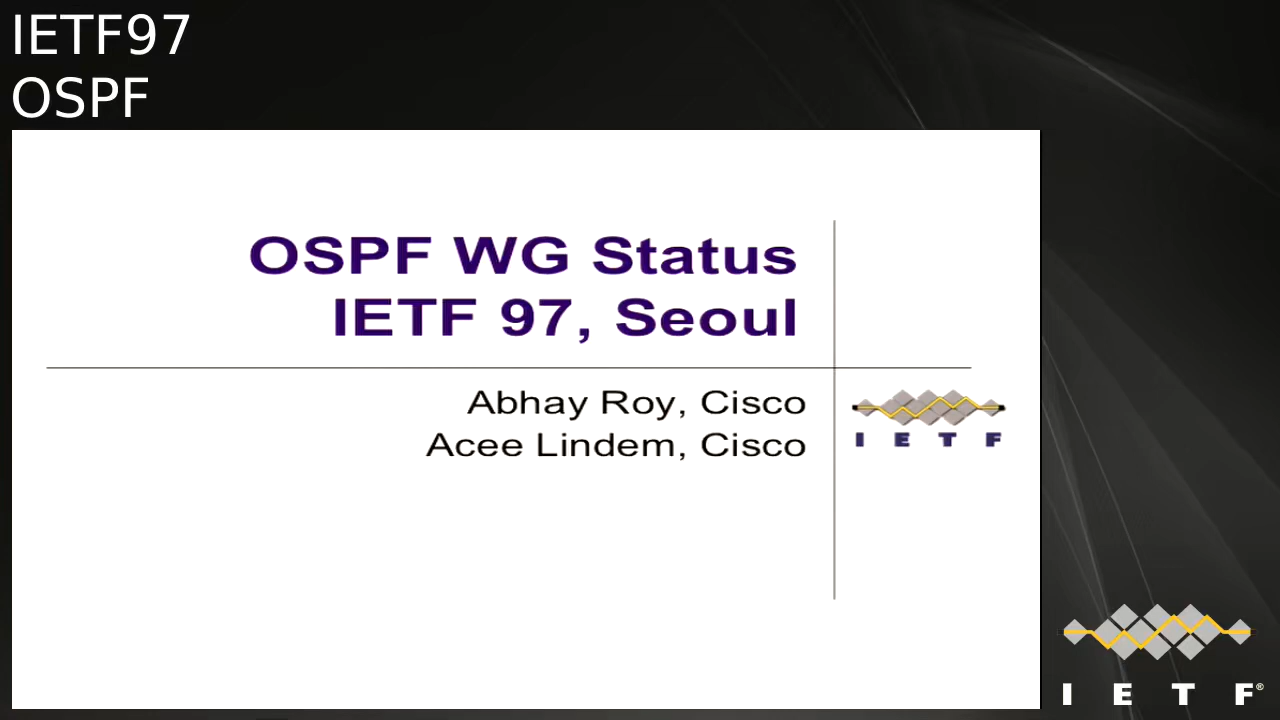 IETF97
OSPF
OSPF WG Status
IETF 97, Seoul
Abhay Roy, Cisco
Acee Lindem, Cisco
I E T F
I E T F®